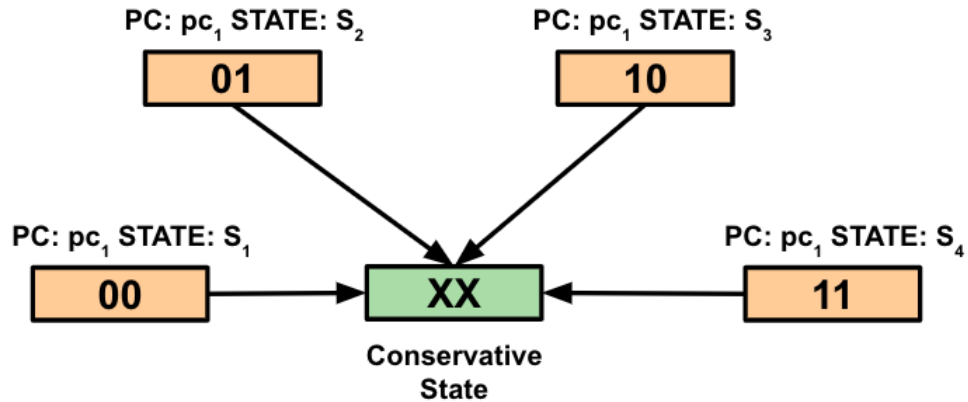 PC: pc₁ STATE: S₂
PC: pc₁ STATE: S₃
01
10
PC: pc₁ STATE: S₁
PC: pc₁ STATE: S₄
00
XX
11
Conservative
State